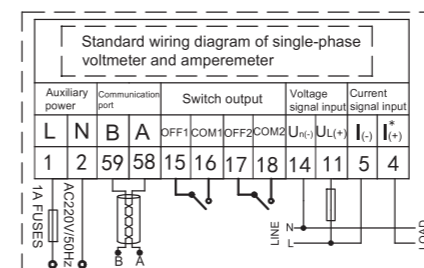 Standard wiring diagram of single-phase
voltmeter and amperemeter
Auxiliary power
Communication port
Switch output
Voltage signal input
Current signal input
L N B A OFF1 COM1 OFF2 COM2 Un(-) UL(+) I(-) I*(+)
1 2 59 58 15 16 17 18 14 11 5 4
1A FUSES
AC220V/50Hz
B A
LINE
N
L
LOAD